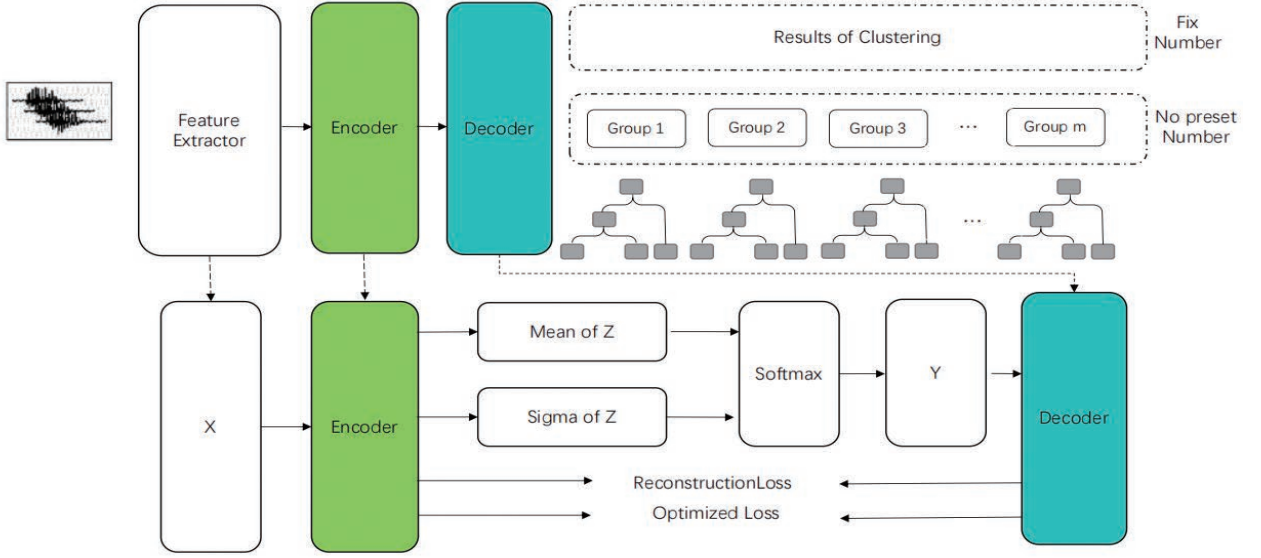 Results of Clustering
Fix
Number
Feature
Extractor
Encoder
Decoder
Group 1
Group 2
Group 3
...
Group m
No preset
Number
...
X
Encoder
Mean of Z
Sigma of Z
Softmax
Y
Decoder
ReconstructionLoss
Optimized Loss